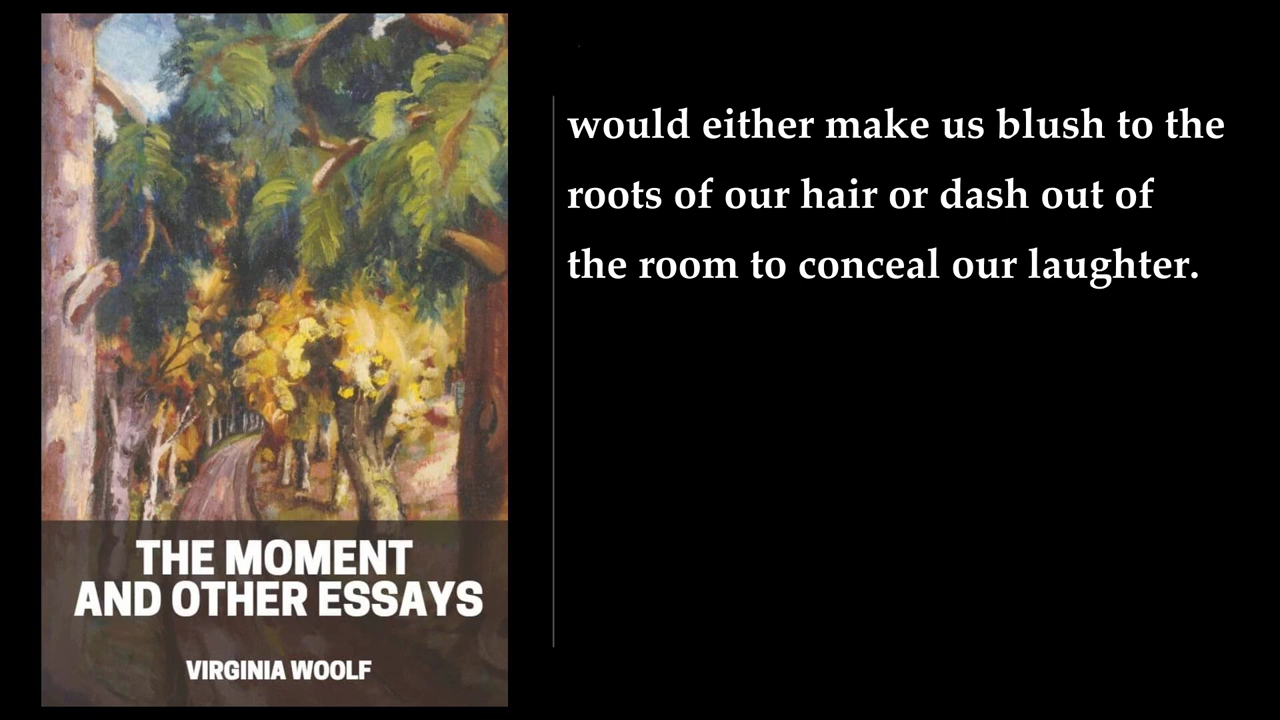 THE MOMENT
AND OTHER ESSAYS
VIRGINIA WOOLF
would either make us blush to the
roots of our hair or dash out of
the room to conceal our laughter.